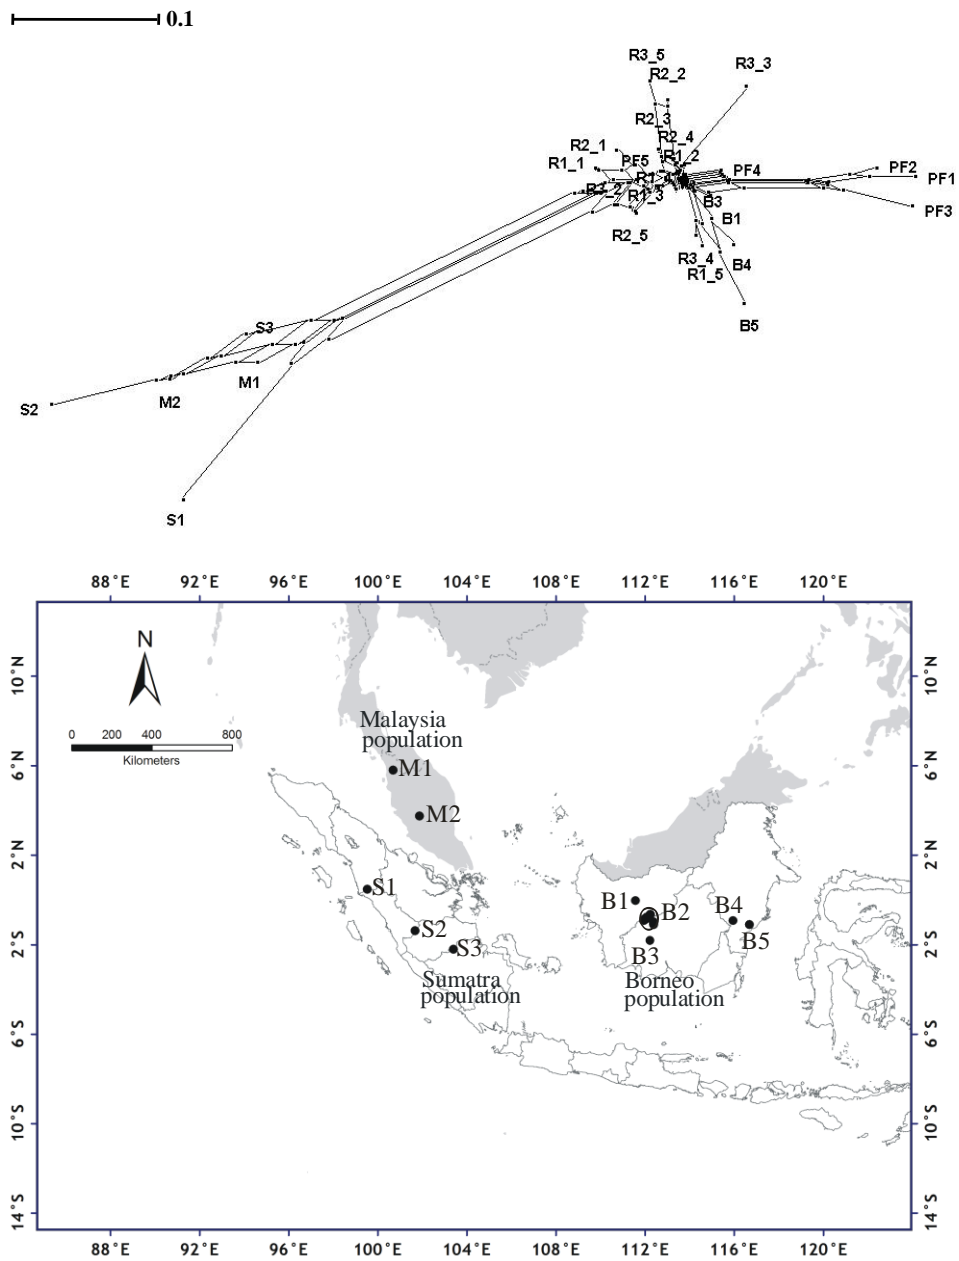 0.1
R3_5
R2_2
R3_3
R2_3
R2_4
R2_1
R1_2
R1_1
PF5
PF4
PF2
PF1
R3_2
R1_3
B3
PF3
B1
R2_5
R3_4
B4
R1_5
B5
S3
M1
M2
S2
S1
88°E 92°E 96°E 100°E 104°E 108°E 112°E 116°E 120°E
N
10°N 10°N
0 200 400 800
Kilometers
Malaysia
population
6°N M1 6°N
M2
2°N 2°N
S1 B1 B2 B4
S2 B5
2°S S3 B3 2°S
Sumatra Borneo
population population
6°S 6°S
10°S 10°S
14°S 14°S
88°E 92°E 96°E 100°E 104°E 108°E 112°E 116°E 120°E